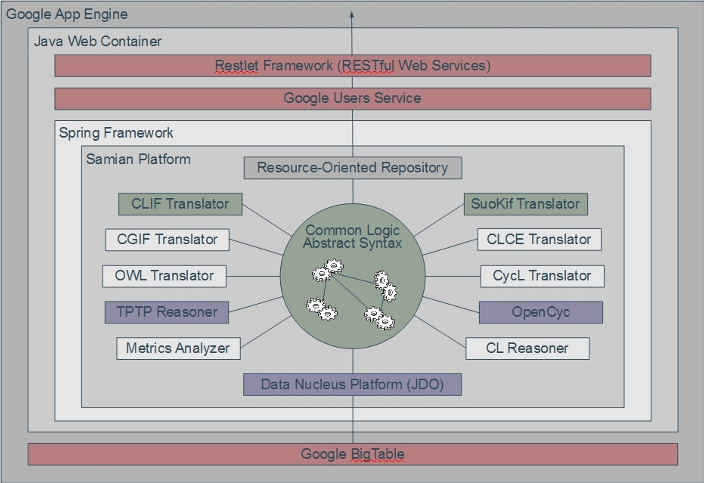 Google App Engine
Java Web Container
Restlet Framework (RESTful Web Services)
Google Users Service
Spring Framework
Samian Platform
Resource-Oriented Repository
CLIF Translator
SuoKif Translator
Common Logic
Abstract Syntax
CGIF Translator
CLCE Translator
OWL Translator
CycL Translator
TPTP Reasoner
OpenCyc
Metrics Analyzer
CL Reasoner
Data Nucleus Platform (JDO)
Google BigTable